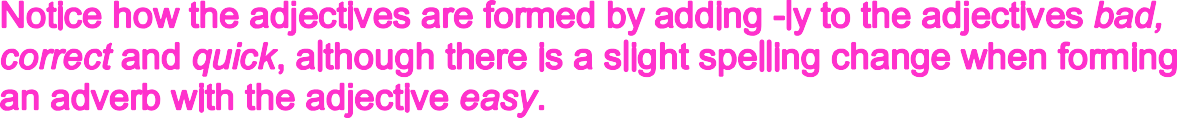 Notice how the adjectives are formed by adding -ly to the adjectives bad,
correct and quick, although there is a slight spelling change when forming
an adverb with the adjective easy.